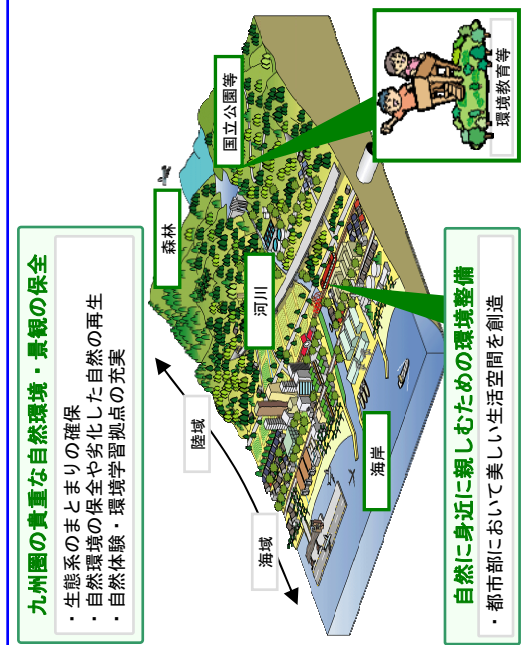 九州圏の貴重な自然環境・景観の保全
・生態系のまとまりの確保
・自然環境の保全や劣化した自然の再生
・自然体験・環境学習拠点の充実
森林
国立公園等
陸域
河川
海域
海岸
環境教育等
自然に身近に親しむための環境整備
・都市部において美しい生活空間を創造